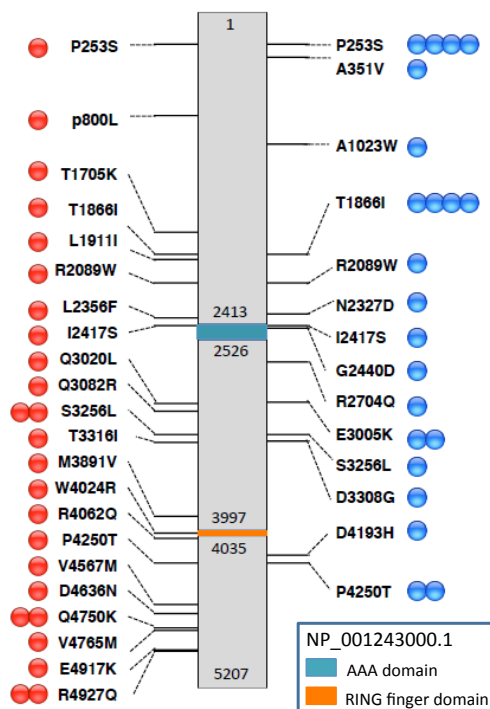 1
P253S
p800L
T1705K
T1866I
L1911I
R2089W
L2356F
I2417S
Q3020L
Q3082R
S3256L
T3316I
M3891V
W4024R
R4062Q
P4250T
V4567M
D4636N
Q4750K
V4765M
E4917K
R4927Q
2413
2526
3997
4035
5207
P253S
A351V
A1023W
T1866I
R2089W
N2327D
I2417S
G2440D
R2704Q
E3005K
S3256L
D3308G
D4193H
P4250T
NP_001243000.1
AAA domain
RING finger domain